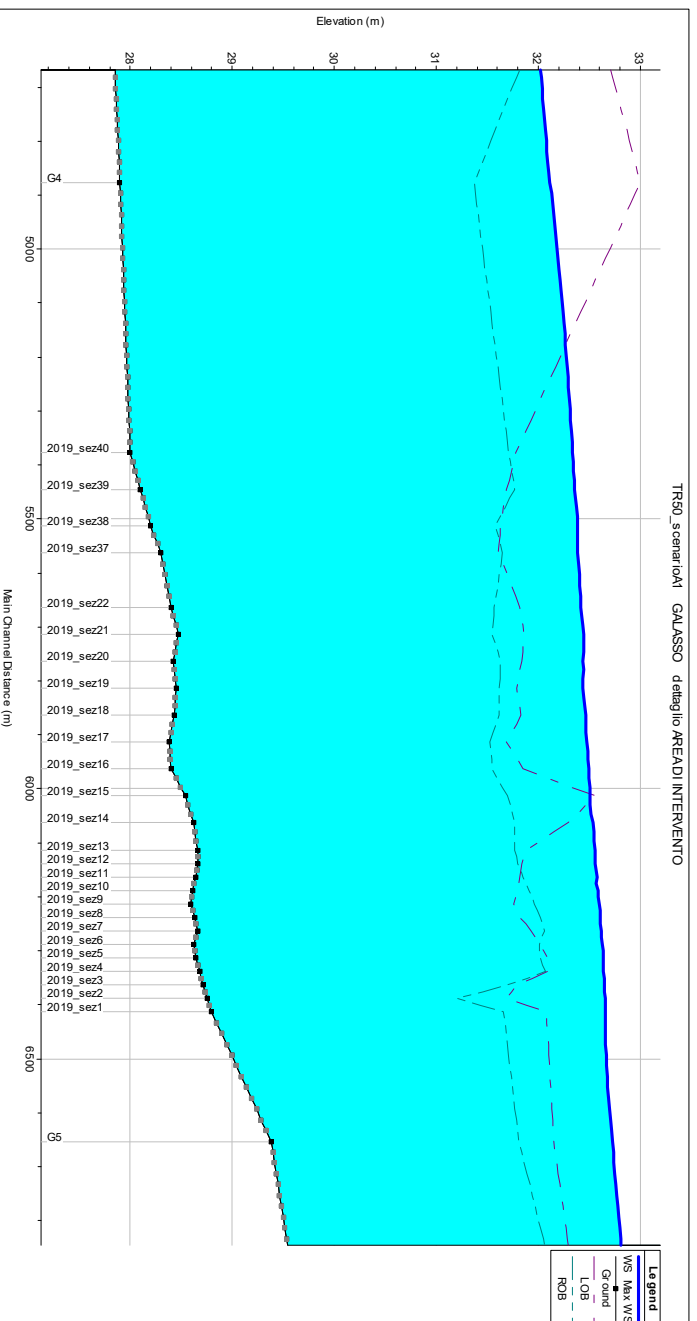 TR50_scenarioA1 GALASSO dettaglio AREA DI INTERVENTO
Legend
WS Max WS
Ground
LOB
ROB
Elevation (m)
33
32
31
30
29
28
G4
2019_sez40
2019_sez39
2019_sez38
2019_sez37
2019_sez22
2019_sez21
2019_sez20
2019_sez19
2019_sez18
2019_sez17
2019_sez16
2019_sez15
2019_sez14
2019_sez13
2019_sez12
2019_sez11
2019_sez10
2019_sez9
2019_sez8
2019_sez7
2019_sez6
2019_sez5
2019_sez4
2019_sez3
2019_sez2
2019_sez1
G5
5000
5500
6000
6500
Main Channel Distance (m)